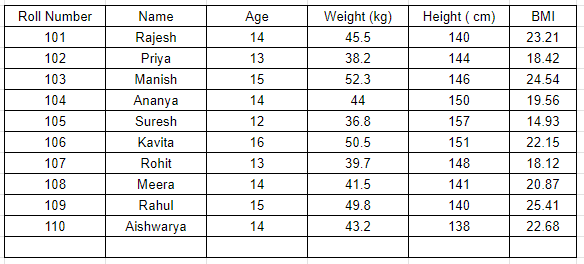 Roll Number Name Age Weight (kg) Height ( cm) BMI
101 Rajesh 14 45.5 140 23.21
102 Priya 13 38.2 144 18.42
103 Manish 15 52.3 146 24.54
104 Ananya 14 44 150 19.56
105 Suresh 12 36.8 157 14.93
106 Kavita 16 50.5 151 22.15
107 Rohit 13 39.7 148 18.12
108 Meera 14 41.5 141 20.87
109 Rahul 15 49.8 140 25.41
110 Aishwarya 14 43.2 138 22.68